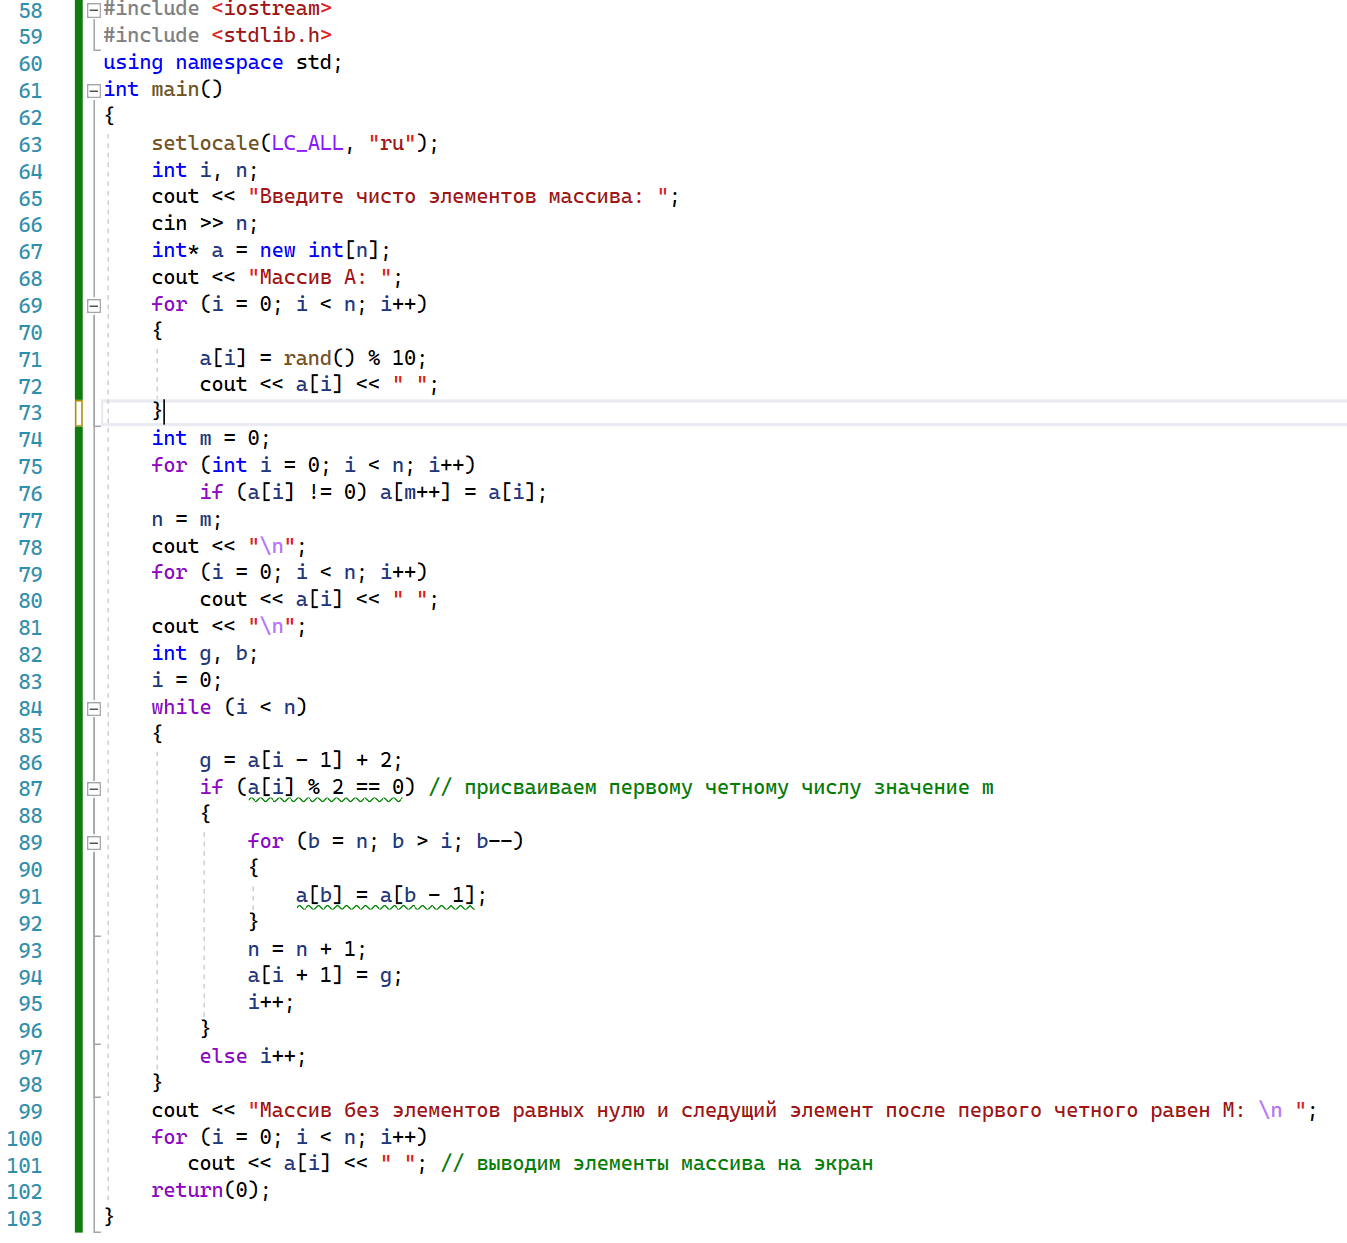 58 #include <iostream>
59 #include <stdlib.h>
60 using namespace std;
61 int main()
62 {
63     setlocale(LC_ALL, "ru");
64     int i, n;
65     cout << "Введите чисто элементов массива: ";
66     cin >> n;
67     int* a = new int[n];
68     cout << "Массив А: ";
69     for (i = 0; i < n; i++)
70     {
71         a[i] = rand() % 10;
72         cout << a[i] << " ";
73     }
74     int m = 0;
75     for (int i = 0; i < n; i++)
76         if (a[i] != 0) a[m++] = a[i];
77     n = m;
78     cout << "\n";
79     for (i = 0; i < n; i++)
80         cout << a[i] << " ";
81     cout << "\n";
82     int g, b;
83     i = 0;
84     while (i < n)
85     {
86         g = a[i - 1] + 2;
87         if (a[i] % 2 == 0) // присваиваем первому четному числу значение m
88         {
89             for (b = n; b > i; b--)
90             {
91                 a[b] = a[b - 1];
92             }
93             n = n + 1;
94             a[i + 1] = g;
95             i++;
96         }
97         else i++;
98     }
99     cout << "Массив без элементов равных нулю и следущий элемент после первого четного равен М: \n ";
100     for (i = 0; i < n; i++)
101        cout << a[i] << " "; // выводим элементы массива на экран
102     return(0);
103 }